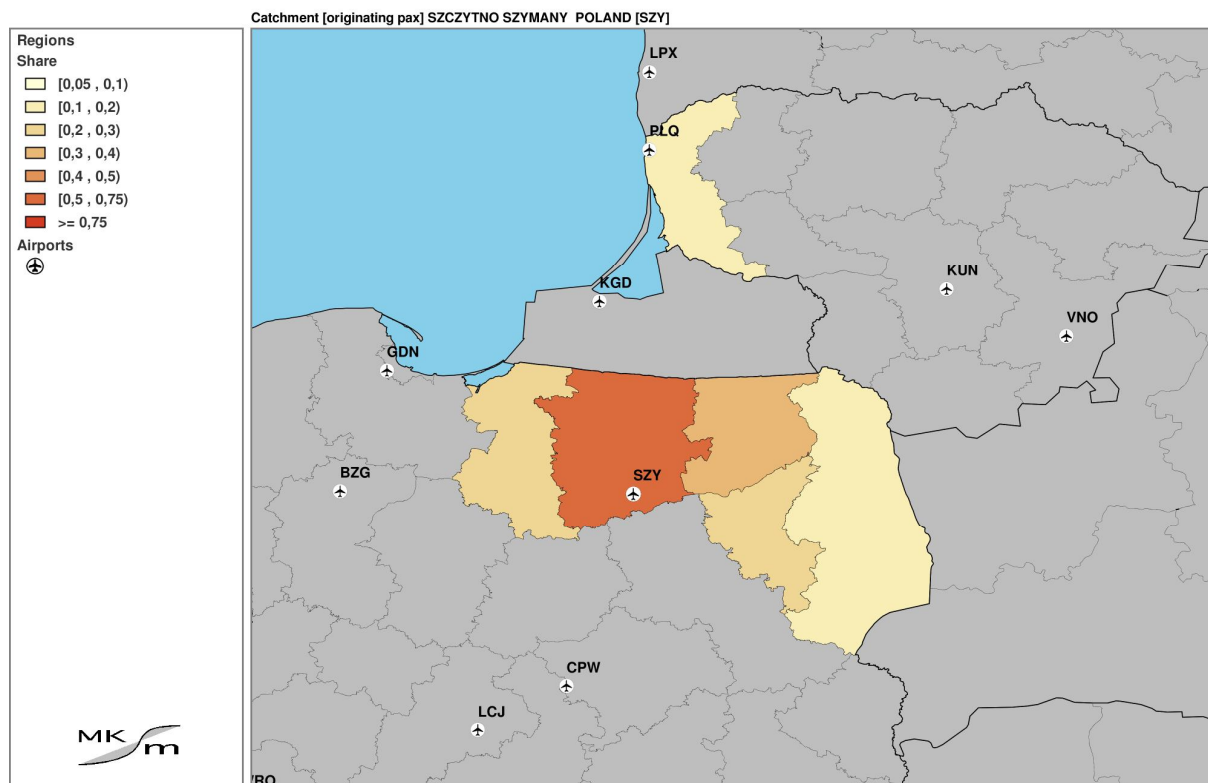 Catchment [originating pax] SZCZYTNO SZYMANY POLAND [SZY]
Regions
Share
[0,05 , 0,1)
[0,1 , 0,2)
[0,2 , 0,3)
[0,3 , 0,4)
[0,4 , 0,5)
[0,5 , 0,75)
>= 0,75
Airports
LPX
PLQ
KGD
KUN
VNO
GDN
BZG
SZY
CPW
LCJ
MK
m